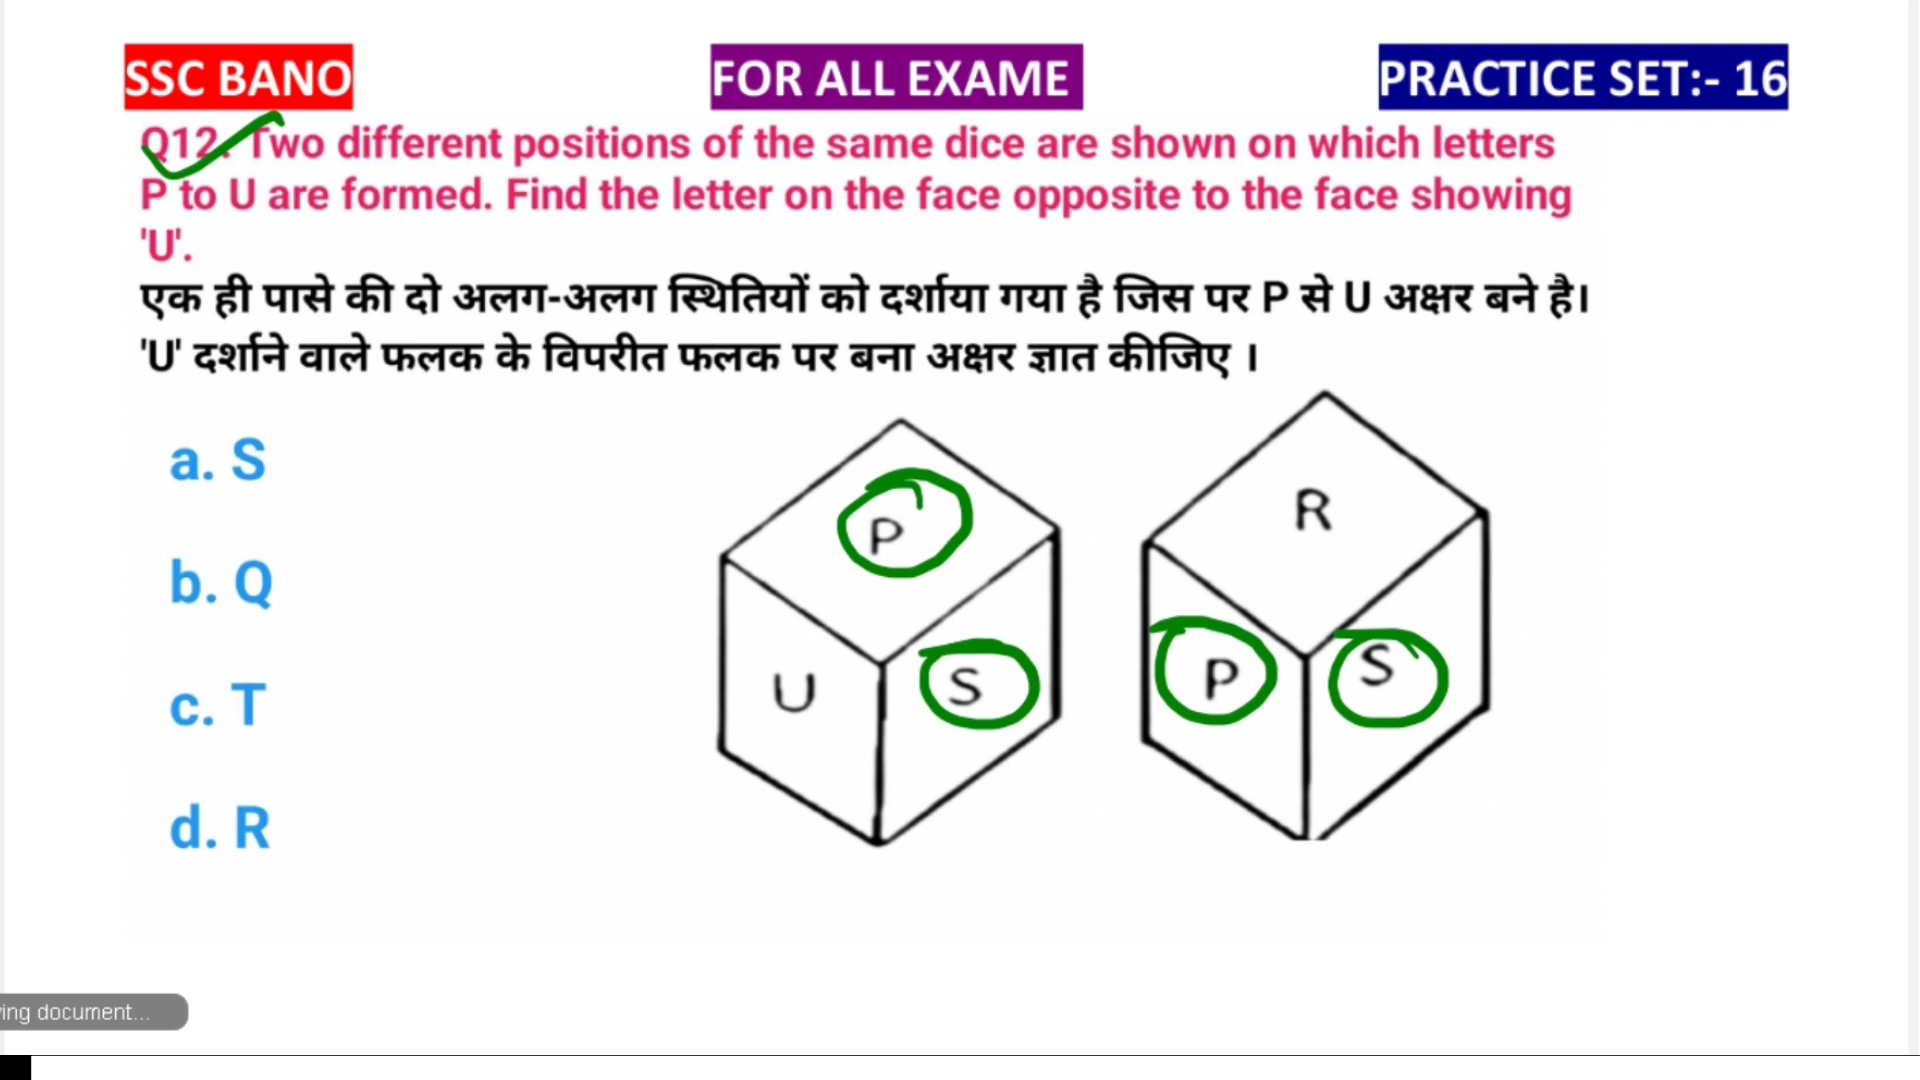 SSC BANO
FOR ALL EXAME
PRACTICE SET:- 16
Q12. Two different positions of the same dice are shown on which letters
P to U are formed. Find the letter on the face opposite to the face showing
'U'.
एक ही पासे की दो अलग-अलग स्थितियों को दर्शाया गया है जिस पर P से U अक्षर बने है।
'U' दर्शाने वाले फलक के विपरीत फलक पर बना अक्षर ज्ञात कीजिए ।
a. S
b. Q
c. T
d. R
P
U
S
R
P
S
ing document...